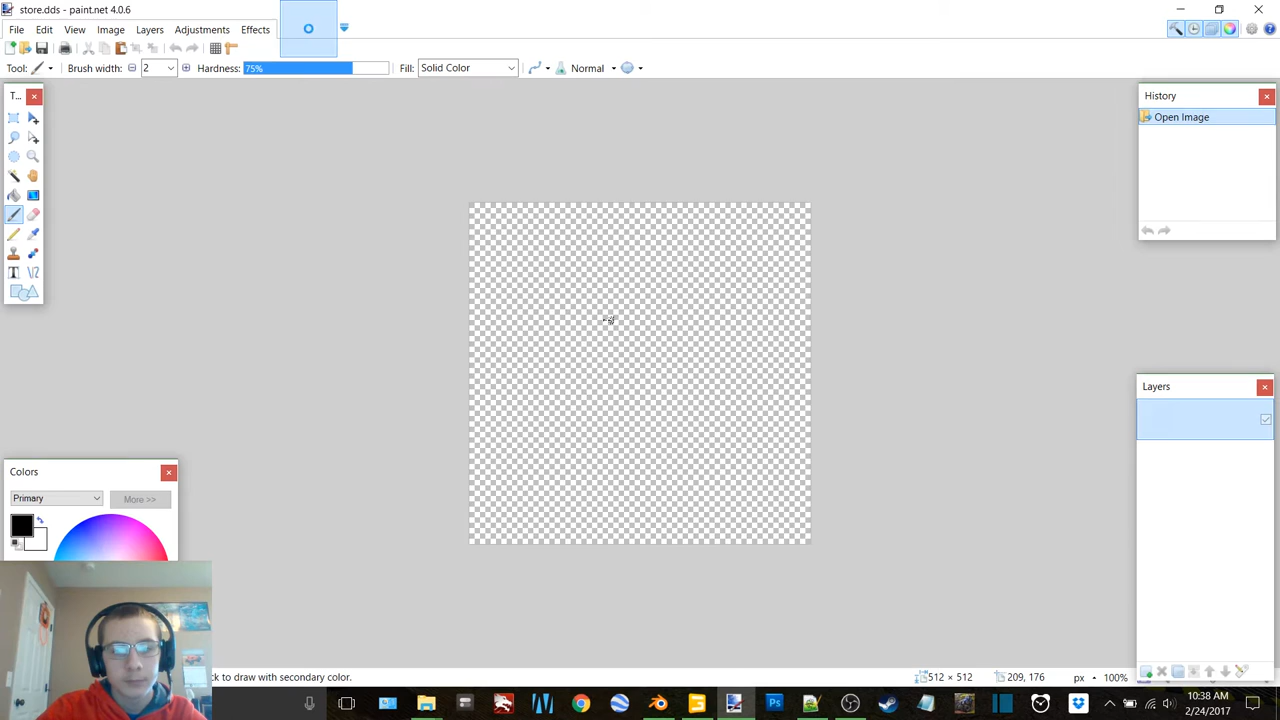 store.dds - paint.net 4.0.6
File Edit View Image Layers Adjustments Effects
Tool: Brush width: 2 Hardness: 75% Fill: Solid Color Normal
T...
History
Open Image
Layers
Colors
Primary
More >>
ck to draw with secondary color.
512 × 512
209, 176
px
100%
10:38 AM
2/24/2017